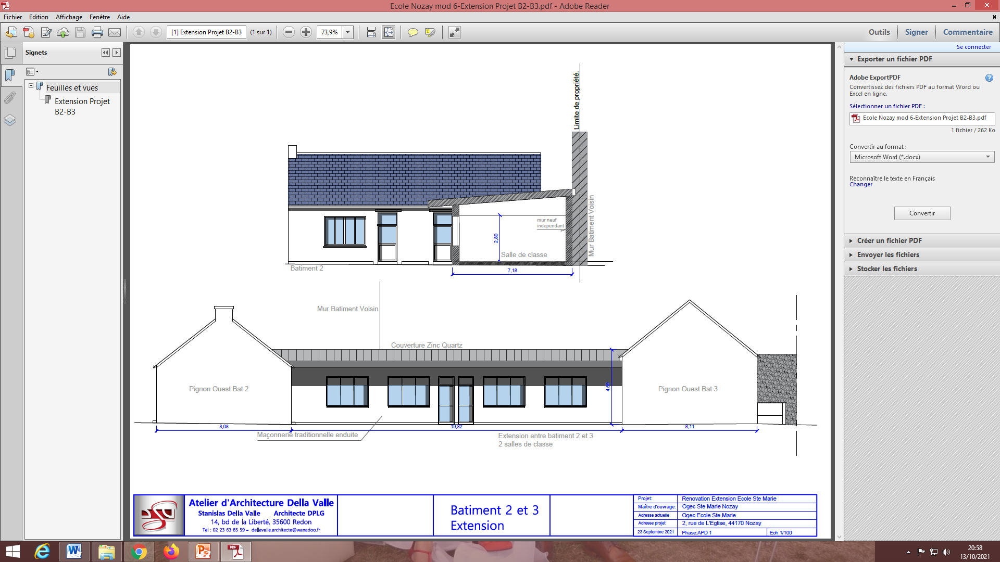 Ecole Nozay mod 6-Extension Projet B2-B3.pdf - Adobe Reader
Fichier Edition Affichage Fenêtre Aide
[1] Extension Projet B2-B3 (1 sur 1) 73,9% Outils Signer Commentaire
Signets
Feuilles et vues
Extension Projet
B2-B3
Se connecter
Exporter un fichier PDF
Adobe ExportPDF
Convertissez des fichiers PDF au format Word ou
Excel en ligne.
Sélectionner un fichier PDF :
Ecole Nozay mod 6-Extension Projet B2-B3.pdf
1 fichier / 262 Ko
Convertir au format :
Microsoft Word (*.docx)
Reconnaître le texte en Français
Changer
Convertir
Créer un fichier PDF
Envoyer les fichiers
Stocker les fichiers
Limite de propriété.
Mur Batiment Voisin
mur neuf
independant
2,80
Salle de classe
Batiment 2
7,18
Mur Batiment Voisin
Couverture Zinc Quartz
Pignon Ouest Bat 2
Pignon Ouest Bat 3
8,08
19,82
8,11
Maçonnerie traditionnelle enduite
Extension entre batiment 2 et 3
2 salles de classe
Atelier d'Architecture Della Valle
Stanislas Della Valle Architecte DPLG
14, bd de la Liberté, 35600 Redon
Tel : 02 23 63 85 59 - dellavalle.architecte@wanadoo.fr
Batiment 2 et 3
Extension
Projet: Renovation Extension Ecole Ste Marie
Maître d'ouvrage: Ogec Ste Marie Nozay
Adresse actuelle Ogec Ecole Ste Marie
Adresse projet 2, rue de L'Eglise, 44170 Nozay
23 Septembre 2021 Phase:APD 1 Ech 1/100
20:58
13/10/2021